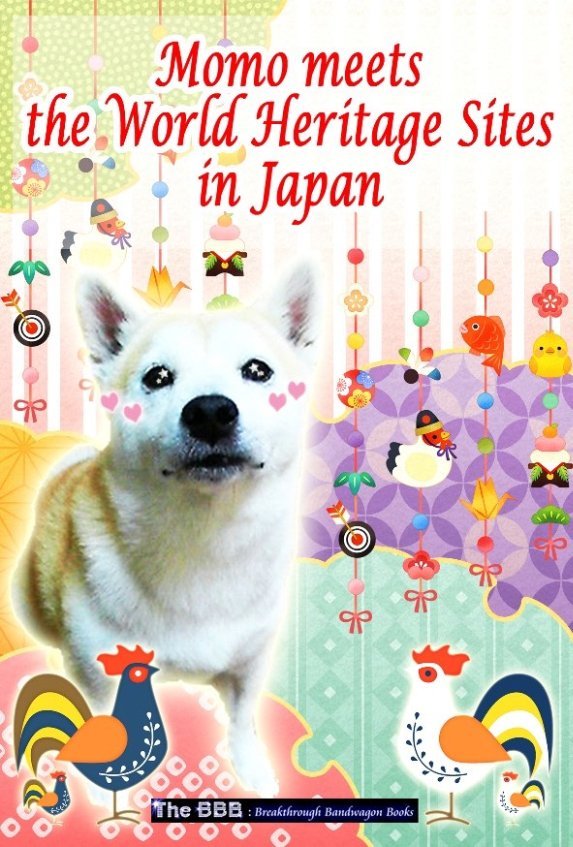 Momo meets
the World Heritage Sites
in Japan
The BBB : Breakthrough Bandwagon Books